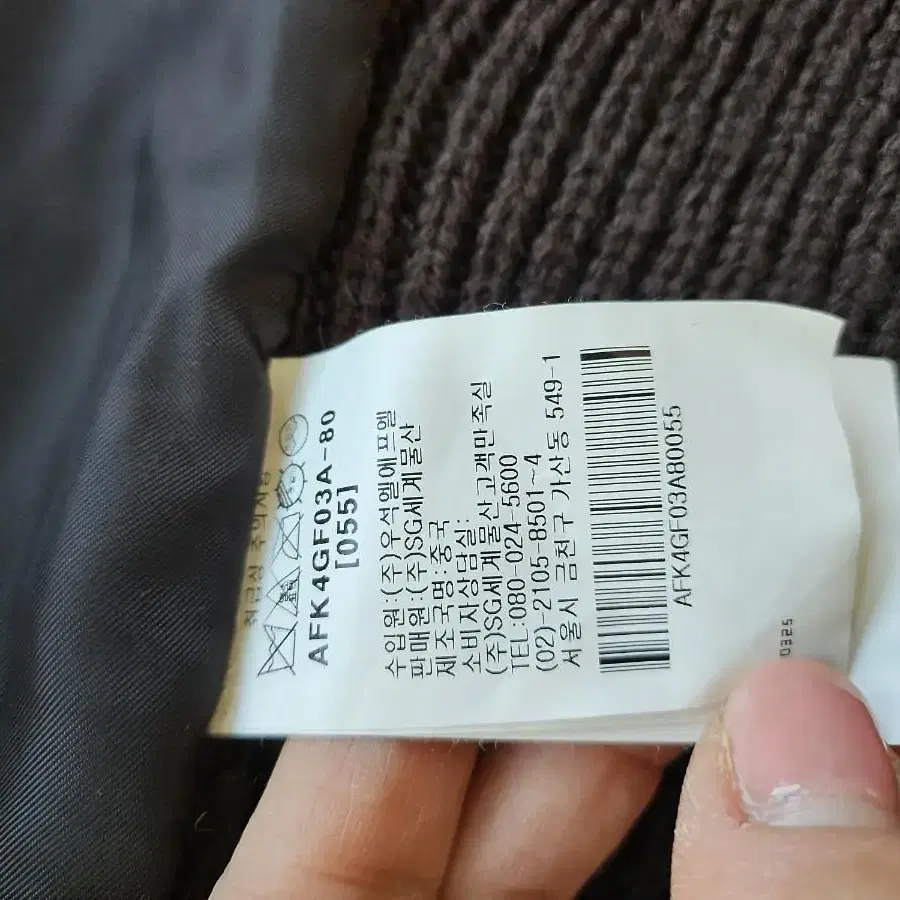 취급상 주의사항
AFK4GF03A-80
[055]
수입원:(주)우석엘에프엘
판매원:(주)SG세계물산
제조국명:중국
소비자상담실:
(주)SG세계물산고객만족실
TEL:080-024-5600
(02)-2105-8501~4
서울시 금천구 가산동 549-1
AFK4GF03A80055
0325